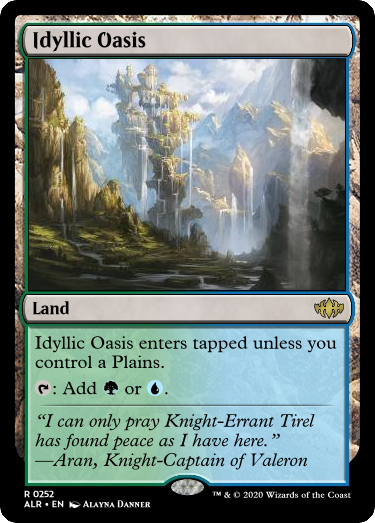 Idyllic Oasis
Land
Idyllic Oasis enters tapped unless you
control a Plains.
: Add or .
“I can only pray Knight-Errant Tirel
has found peace as I have here.”
—Aran, Knight-Captain of Valeron
R 0252
ALR • EN Alayna Danner
™ & © 2020 Wizards of the Coast